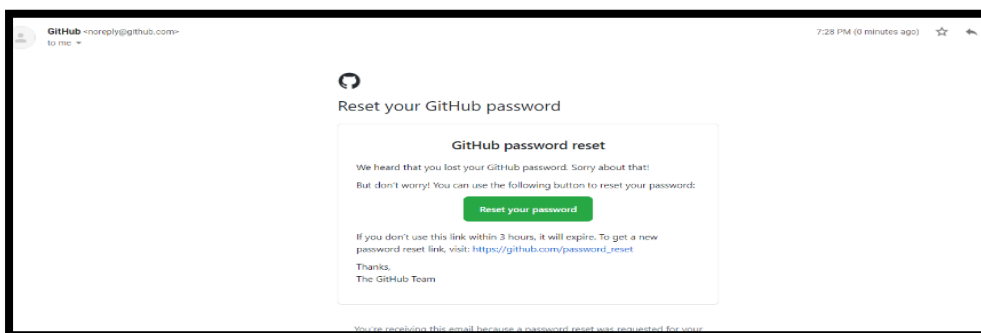 GitHub <noreply@github.com>
to me
7:28 PM (0 minutes ago)
Reset your GitHub password
GitHub password reset
We heard that you lost your GitHub password. Sorry about that!
But don't worry! You can use the following button to reset your password:
Reset your password
If you don't use this link within 3 hours, it will expire. To get a new
password reset link, visit: https://github.com/password_reset
Thanks,
The GitHub Team
You're receiving this email because a password reset was requested for your